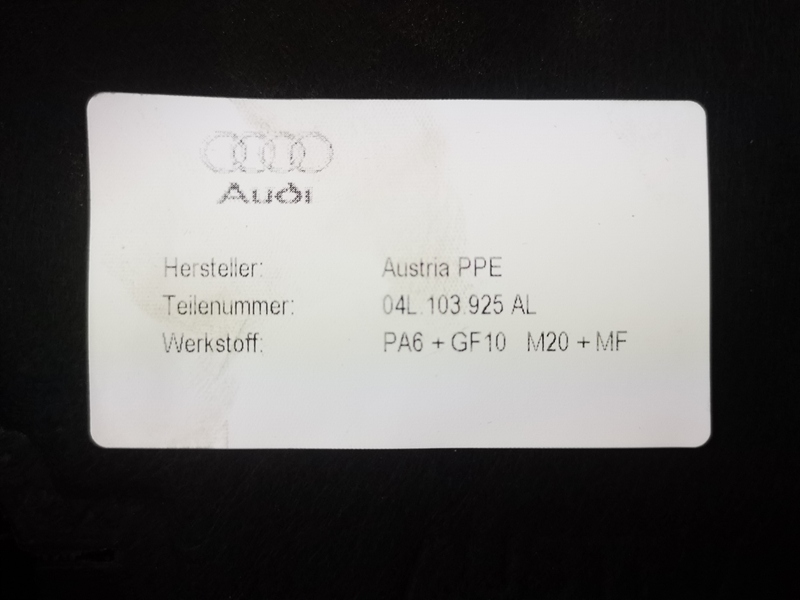 Audi
Hersteller: Austria PPE
Teilenummer: 04L.103.925 AL
Werkstoff: PA6 + GF10 M20 + MF